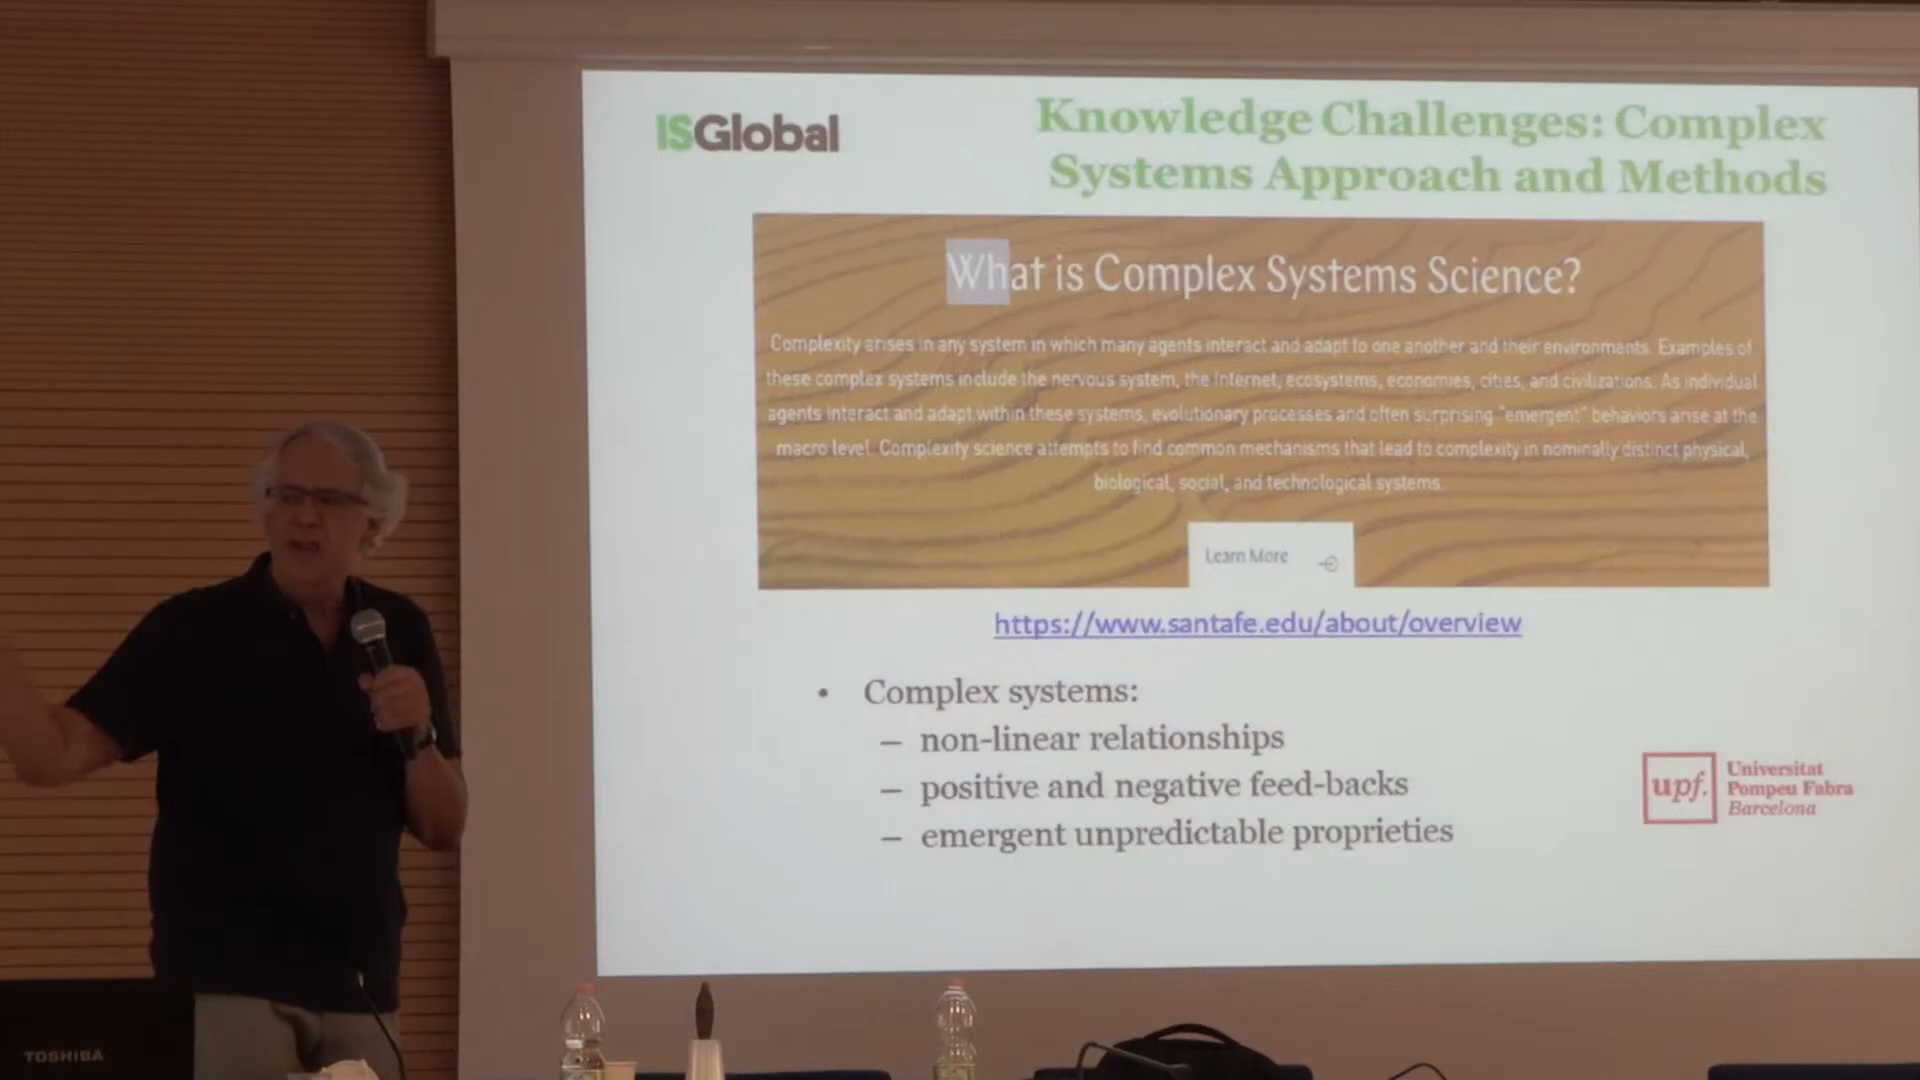 ISGlobal
Knowledge Challenges: Complex
Systems Approach and Methods
What is Complex Systems Science?
Complexity arises in any system in which many agents interact and adapt to one another and their environments. Examples of
these complex systems include the nervous system, the Internet, ecosystems, economies, cities, and civilizations. As individual
agents interact and adapt within these systems, evolutionary processes and often surprising "emergent" behaviors arise at the
macro level. Complexity science attempts to find common mechanisms that lead to complexity in nominally distinct physical,
biological, social, and technological systems.
Learn More
https://www.santafe.edu/about/overview
• Complex systems:
– non-linear relationships
– positive and negative feed-backs
– emergent unpredictable proprieties
upf.
Universitat
Pompeu Fabra
Barcelona
TOSHIBA